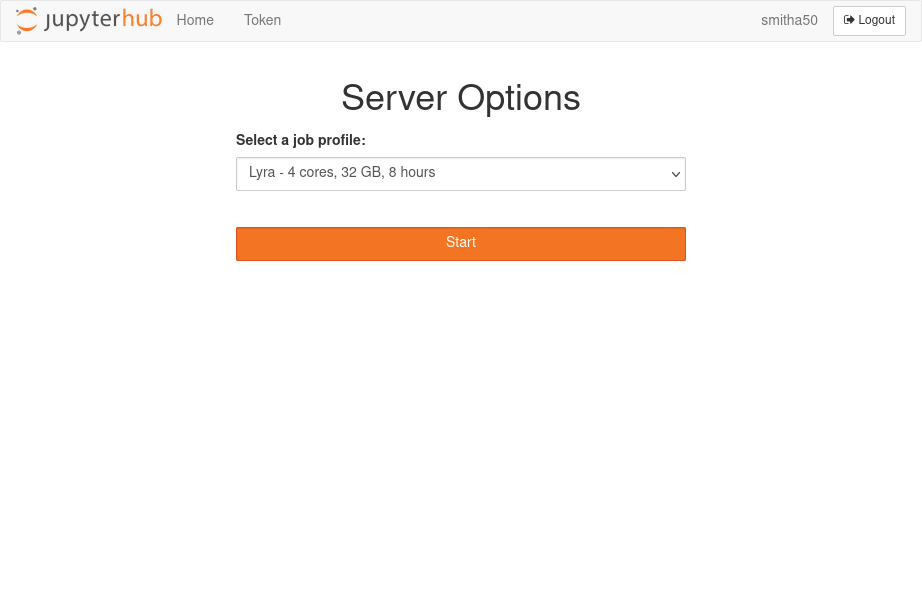 jupyterhub Home Token smitha50 Logout
Server Options
Select a job profile:
Lyra - 4 cores, 32 GB, 8 hours
Start